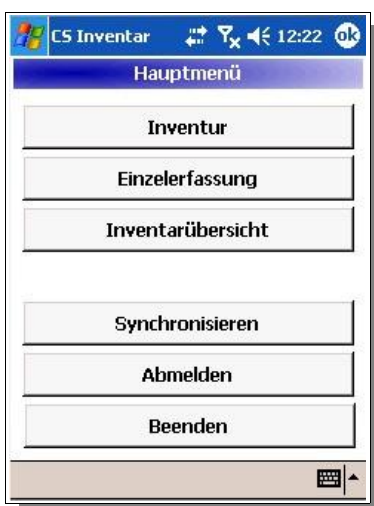 CS Inventar 12:22 ok
Hauptmenü
Inventur
Einzelerfassung
Inventarübersicht
Synchronisieren
Abmelden
Beenden